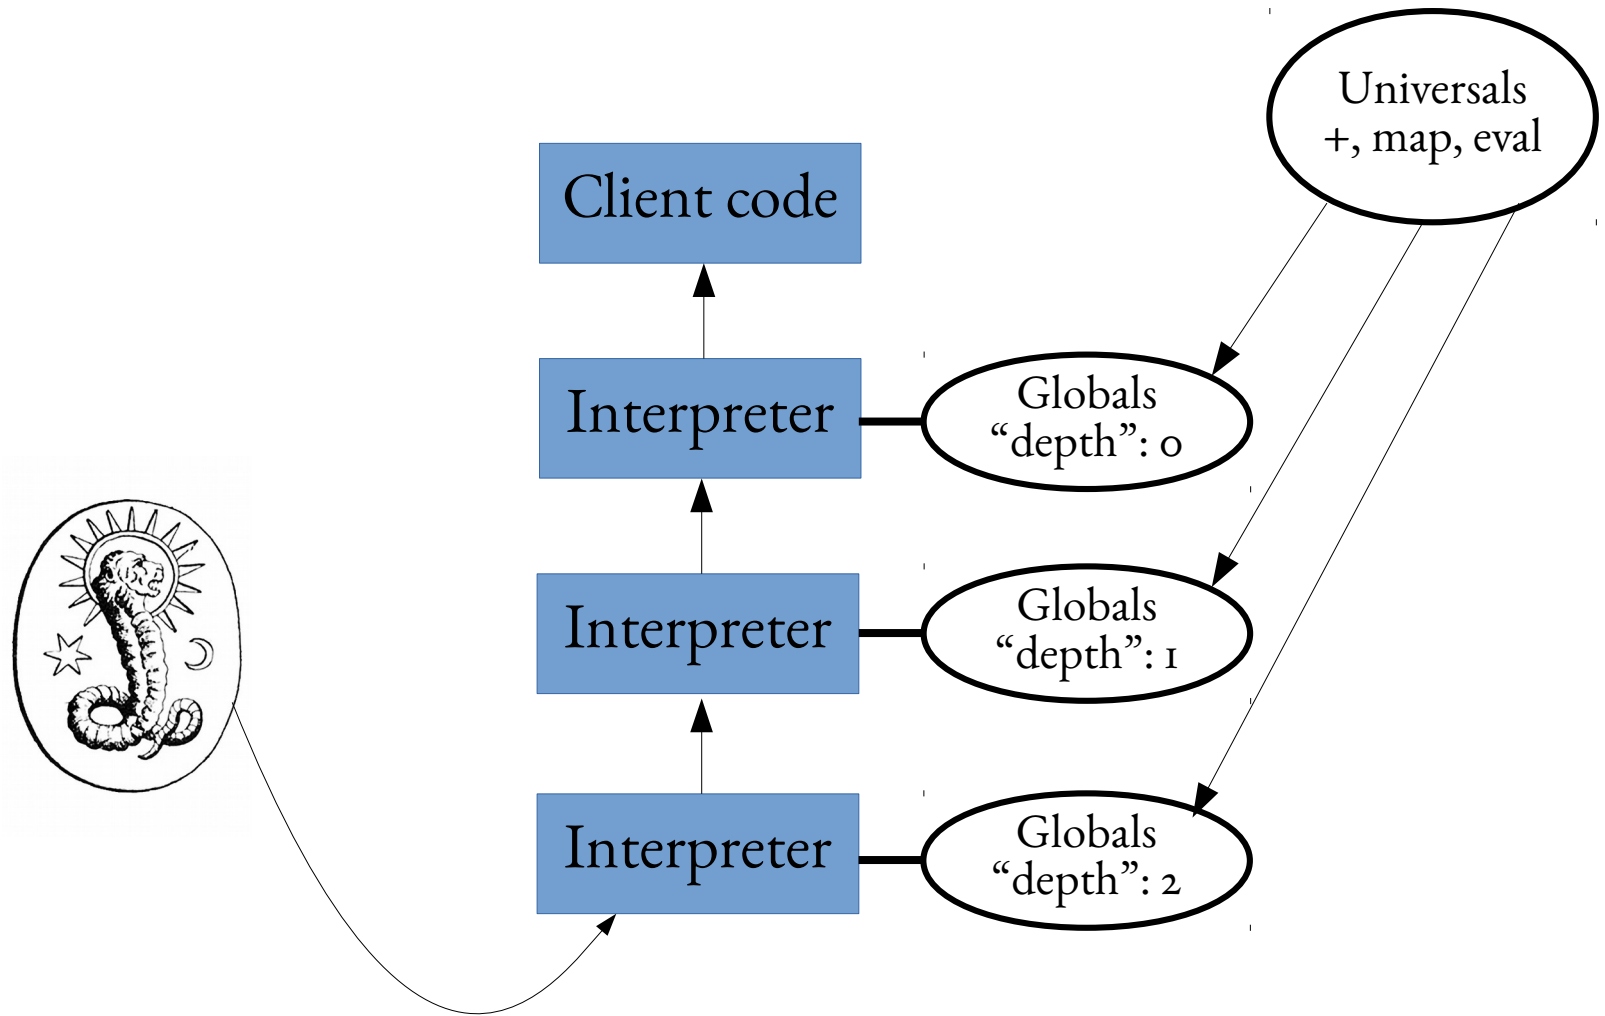 Universals
+, map, eval
Client code
Interpreter
Globals
“depth”: 0
Interpreter
Globals
“depth”: 1
Interpreter
Globals
“depth”: 2